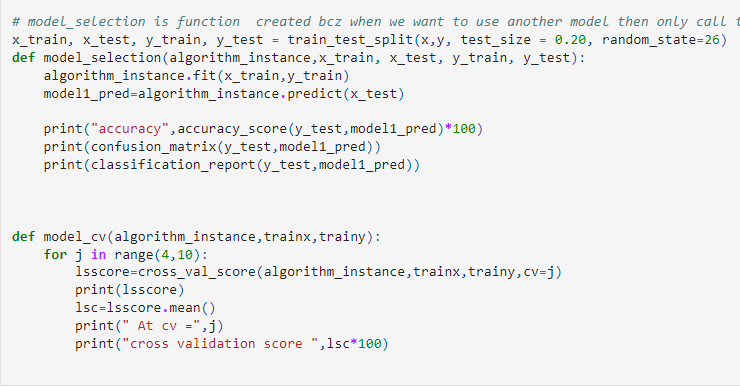 # model_selection is function  created bcz when we want to use another model then only call
x_train, x_test, y_train, y_test = train_test_split(x,y, test_size = 0.20, random_state=26)
def model_selection(algorithm_instance,x_train, x_test, y_train, y_test):
    algorithm_instance.fit(x_train,y_train)
    model1_pred=algorithm_instance.predict(x_test)
    print("accuracy",accuracy_score(y_test,model1_pred)*100)
    print(confusion_matrix(y_test,model1_pred))
    print(classification_report(y_test,model1_pred))
def model_cv(algorithm_instance,trainx,trainy):
    for j in range(4,10):
        lsscore=cross_val_score(algorithm_instance,trainx,trainy,cv=j)
        print(lsscore)
        lsc=lsscore.mean()
        print(" At cv =",j)
        print("cross validation score ",lsc*100)